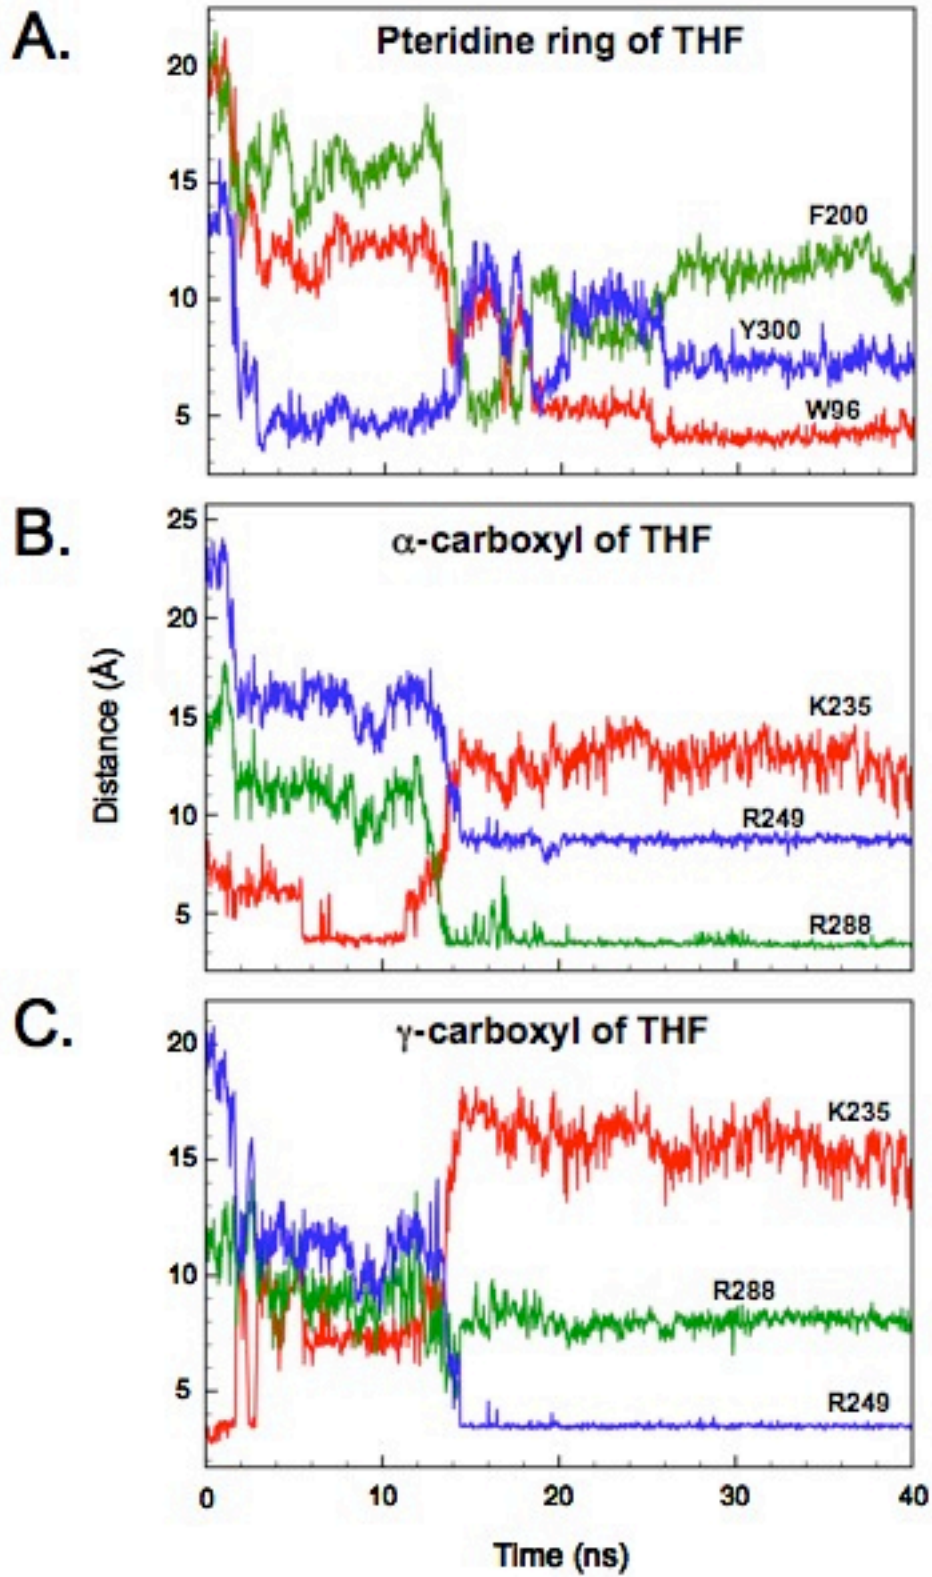 A.
Pteridine ring of THF
20
15
10
5
F200
Y300
W96
B.
α-carboxyl of THF
25
20
15
10
5
K235
R249
R288
Distance (Å)
C.
γ-carboxyl of THF
20
15
10
5
K235
R288
R249
0 10 20 30 40
Time (ns)